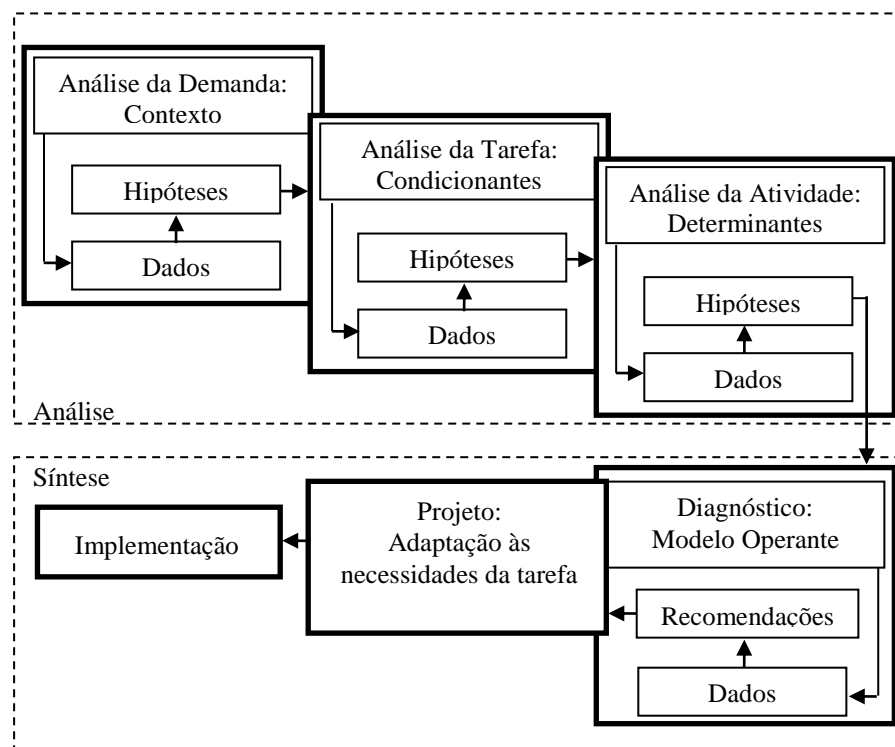 Análise da Demanda:
Contexto
Hipóteses
Dados
Análise da Tarefa:
Condicionantes
Hipóteses
Dados
Análise da Atividade:
Determinantes
Hipóteses
Dados
Análise
Síntese
Diagnóstico:
Modelo Operante
Recomendações
Dados
Projeto:
Adaptação às
necessidades da tarefa
Implementação